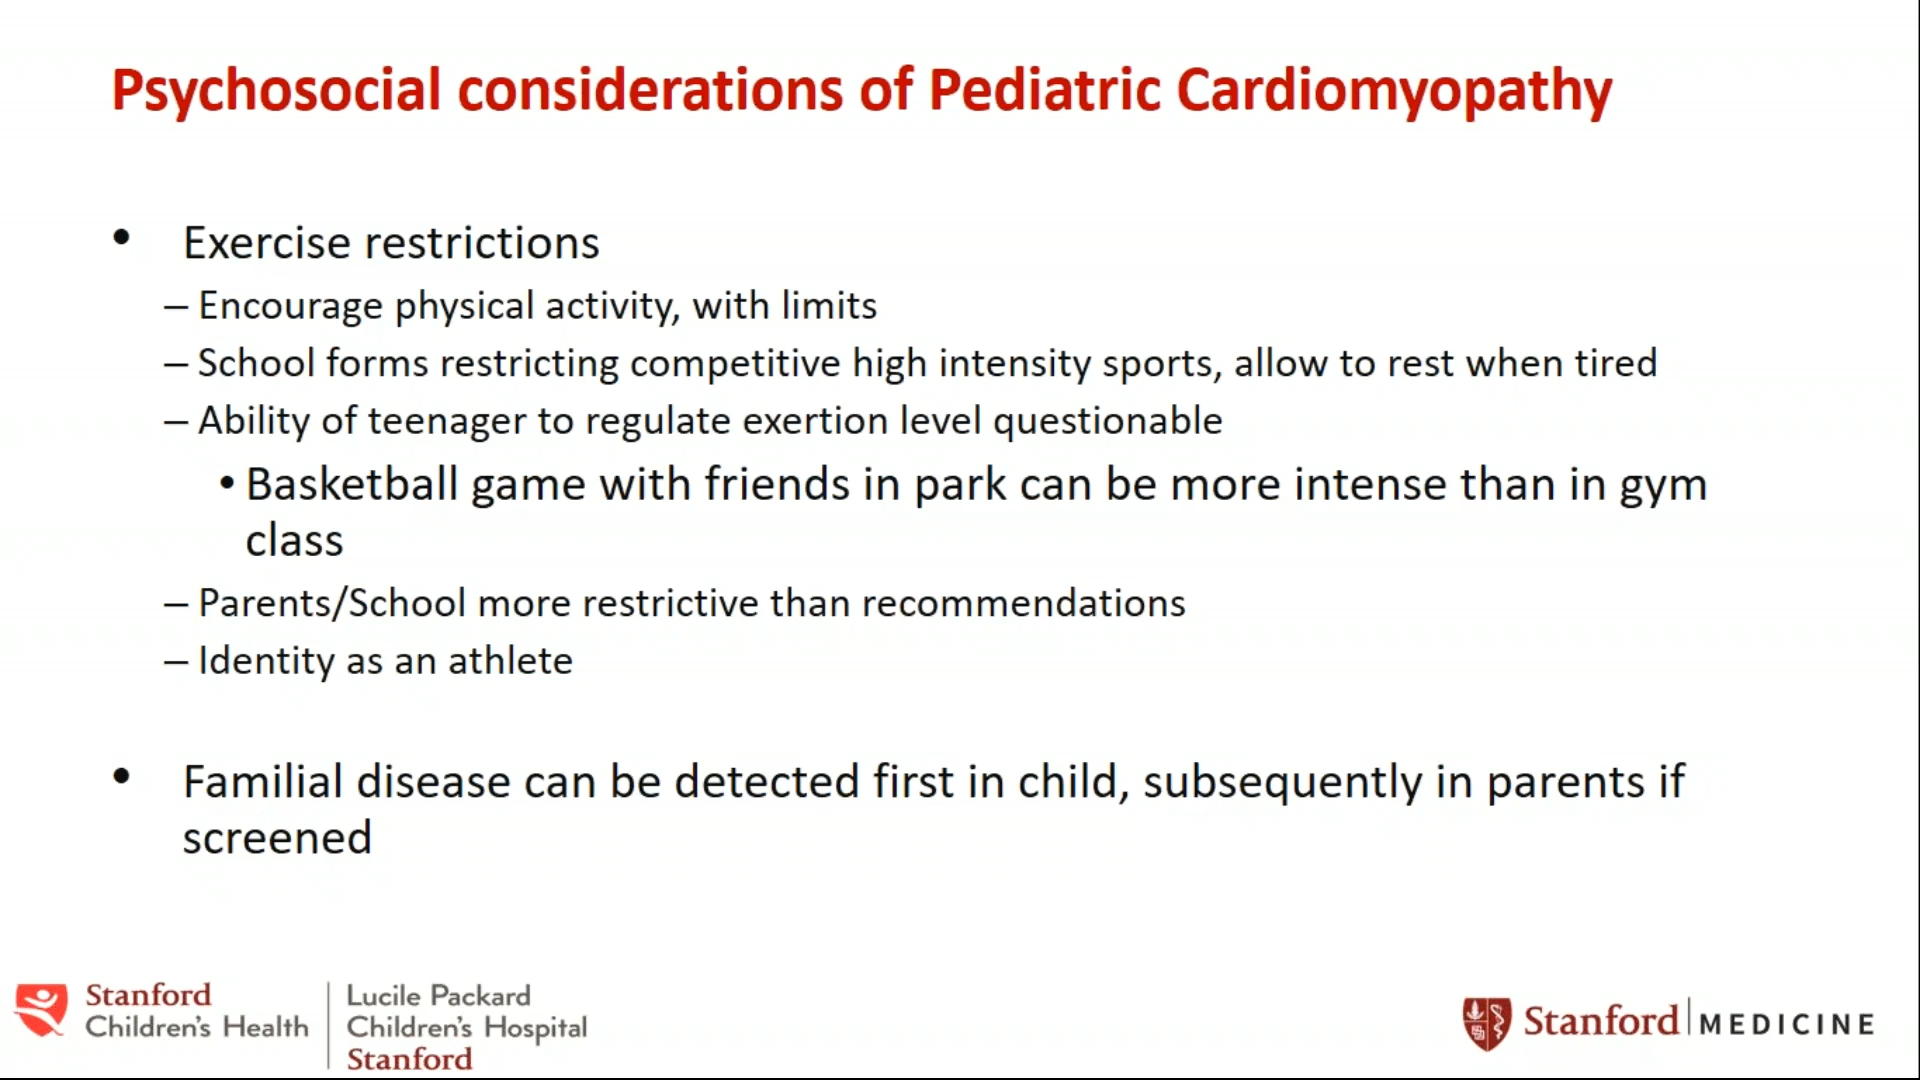 Psychosocial considerations of Pediatric Cardiomyopathy
• Exercise restrictions
– Encourage physical activity, with limits
– School forms restricting competitive high intensity sports, allow to rest when tired
– Ability of teenager to regulate exertion level questionable
• Basketball game with friends in park can be more intense than in gym
class
– Parents/School more restrictive than recommendations
– Identity as an athlete
• Familial disease can be detected first in child, subsequently in parents if
screened
Stanford
Children's Health
Lucile Packard
Children's Hospital
Stanford
Stanford MEDICINE